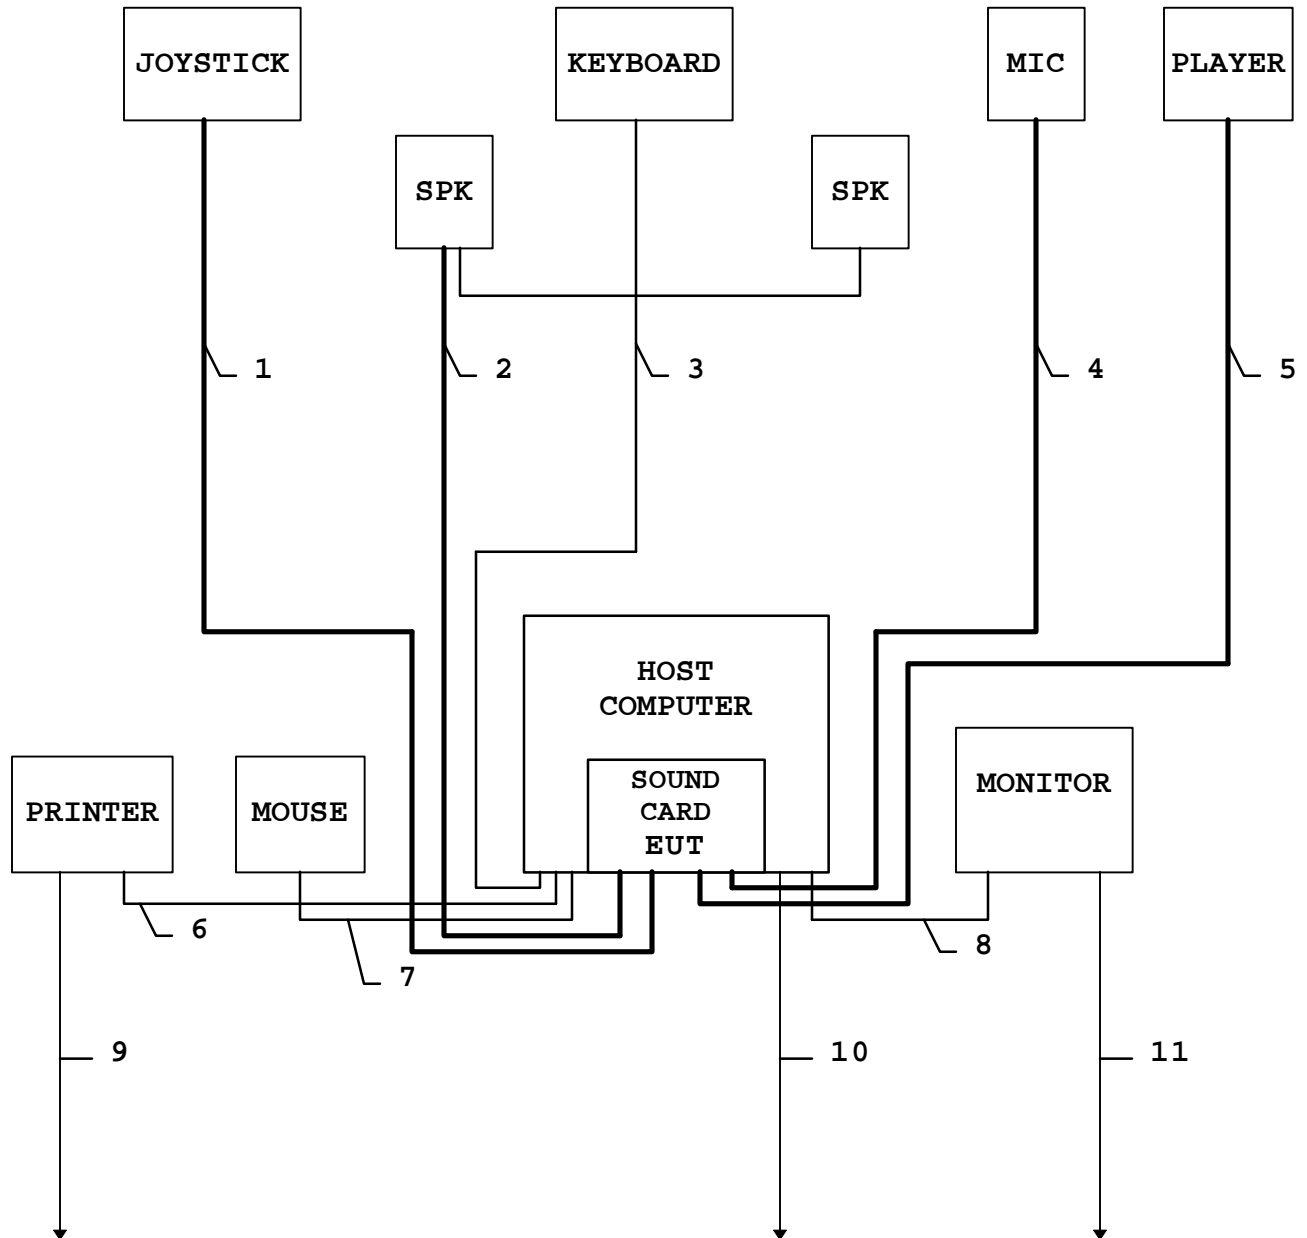 JOYSTICK
KEYBOARD
MIC
PLAYER
SPK
SPK
1
2
3
4
5
HOST
COMPUTER
SOUND
CARD
EUT
PRINTER
MOUSE
MONITOR
6
7
8
9
10
11